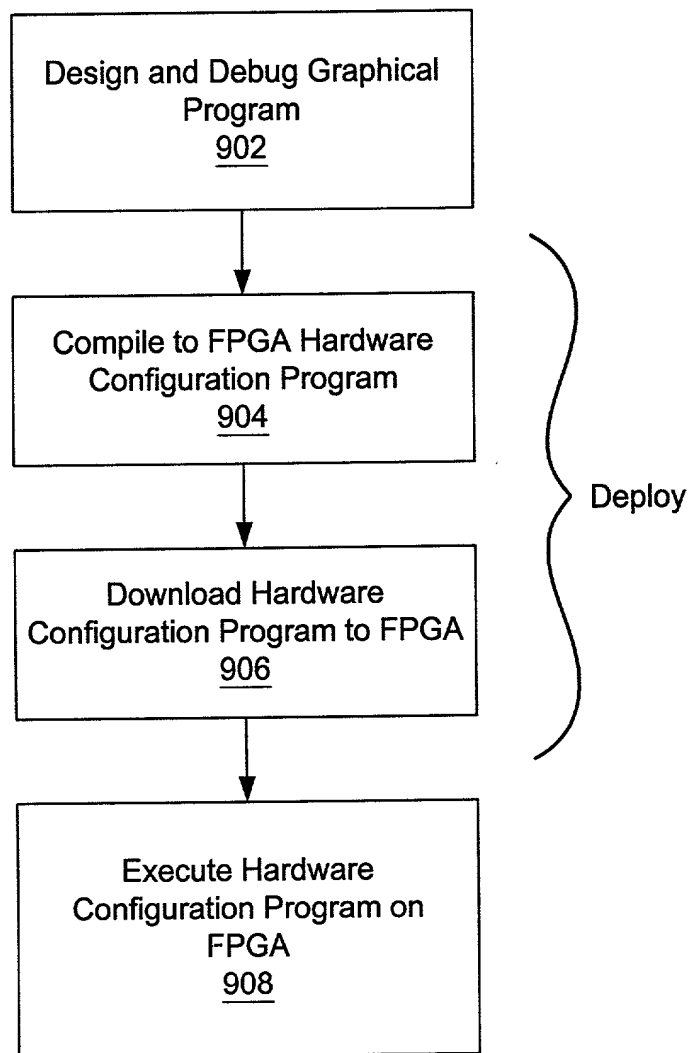 Design and Debug Graphical
Program
902
Compile to FPGA Hardware
Configuration Program
904
Deploy
Download Hardware
Configuration Program to FPGA
906
Execute Hardware
Configuration Program on
FPGA
908